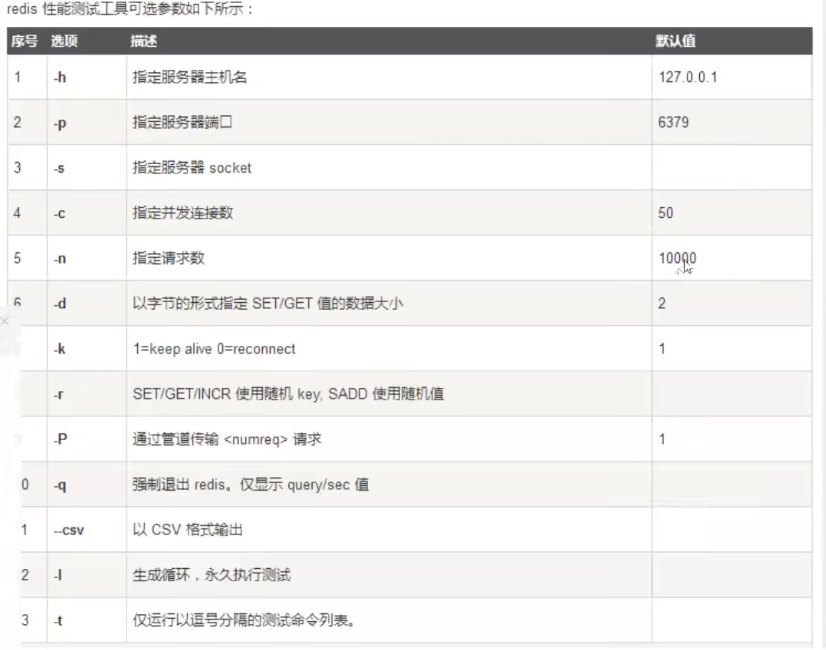 redis 性能测试工具可选参数如下所示：
序号 选项 描述 默认值
1 -h 指定服务器主机名 127.0.0.1
2 -p 指定服务器端口 6379
3 -s 指定服务器 socket
4 -c 指定并发连接数 50
5 -n 指定请求数 10000
6 -d 以字节的形式指定 SET/GET 值的数据大小 2
-k 1=keep alive 0=reconnect 1
-r SET/GET/INCR 使用随机 key, SADD 使用随机值
-P 通过管道传输 <numreq> 请求 1
0 -q 强制退出 redis。仅显示 query/sec 值
1 --csv 以 CSV 格式输出
2 -l 生成循环，永久执行测试
3 -t 仅运行以逗号分隔的测试命令列表。